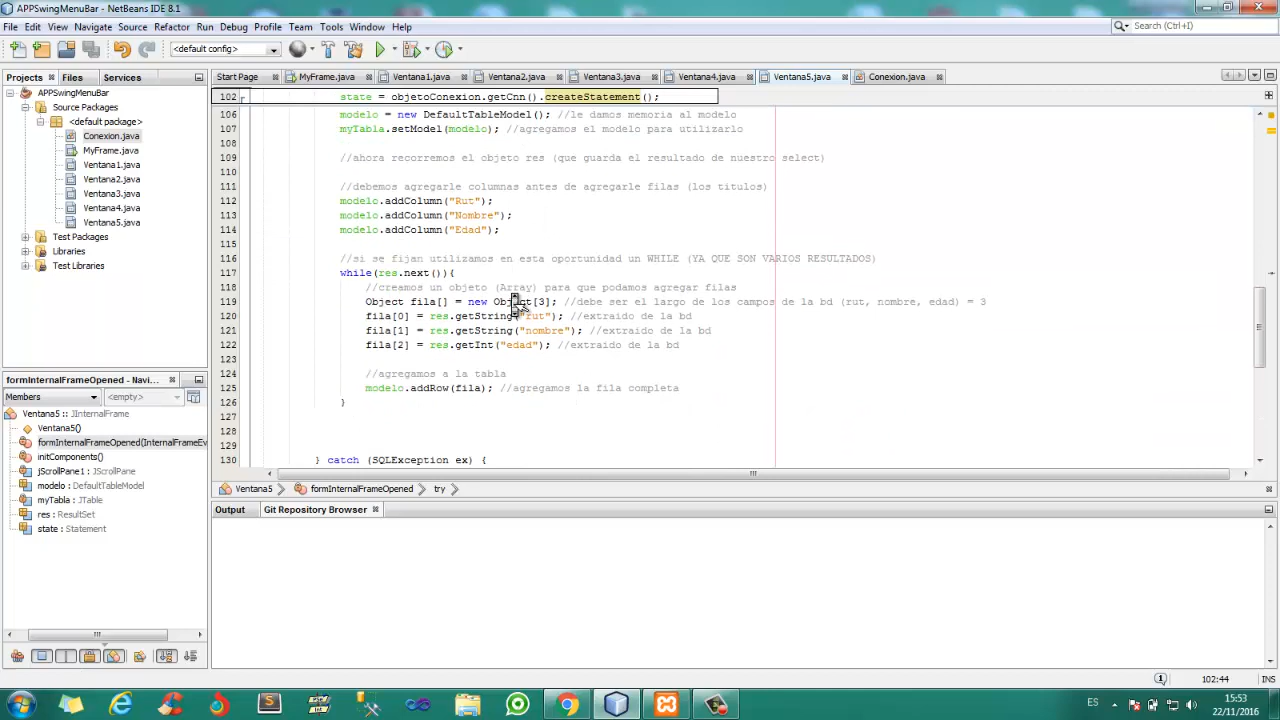 APPSwingMenuBar - NetBeans IDE 8.1
File Edit View Navigate Source Refactor Run Debug Profile Team Tools Window Help
Search (Ctrl+I)
<default config>
Projects Files Services
Start Page MyFrame.java Ventana1.java Ventana2.java Ventana3.java Ventana4.java Ventana5.java Conexion.java
APPSwingMenuBar
Source Packages
<default package>
Conexion.java
MyFrame.java
Ventana1.java
Ventana2.java
Ventana3.java
Ventana4.java
Ventana5.java
Test Packages
Libraries
Test Libraries
102 state = objetoConexion.getCnn().createStatement();
106 modelo = new DefaultTableModel(); //le damos memoria al modelo
107 myTabla.setModel(modelo); //agregamos el modelo para utilizarlo
108
109 //ahora recorremos el objeto res (que guarda el resultado de nuestro select)
110
111 //debemos agregarle columnas antes de agregarle filas (los titulos)
112 modelo.addColumn("Rut");
113 modelo.addColumn("Nombre");
114 modelo.addColumn("Edad");
115
116 //si se fijan utilizamos en esta oportunidad un WHILE (YA QUE SON VARIOS RESULTADOS)
117 while(res.next()){
118 //creamos un objeto (Array) para que podamos agregar filas
119 Object fila[] = new Object[3]; //debe ser el largo de los campos de la bd (rut, nombre, edad) = 3
120 fila[0] = res.getString("rut"); //extraido de la bd
121 fila[1] = res.getString("nombre"); //extraido de la bd
122 fila[2] = res.getInt("edad"); //extraido de la bd
123
124 //agregamos a la tabla
125 modelo.addRow(fila); //agregamos la fila completa
126 }
127
128
129
130 } catch (SQLException ex) {
formInternalFrameOpened - Navi...
Members <empty>
Ventana5 :: JInternalFrame
Ventana5()
formInternalFrameOpened(InternalFrameEv
initComponents()
jScrollPane1 : JScrollPane
modelo : DefaultTableModel
myTabla : JTable
res : ResultSet
state : Statement
Ventana5 formInternalFrameOpened try
Output Git Repository Browser
102:44 INS
ES 15:53
22/11/2016